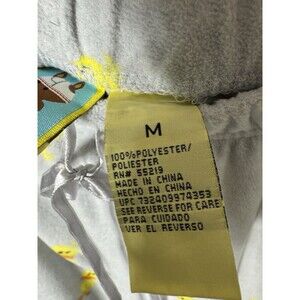 M
100% POLYESTER/
POLIESTER
RN# 55219
MADE IN CHINA
HECHO EN CHINA
UPC 732409974353
SEE REVERSE FOR CARE
PARA CUIDADO
VER EL REVERSO